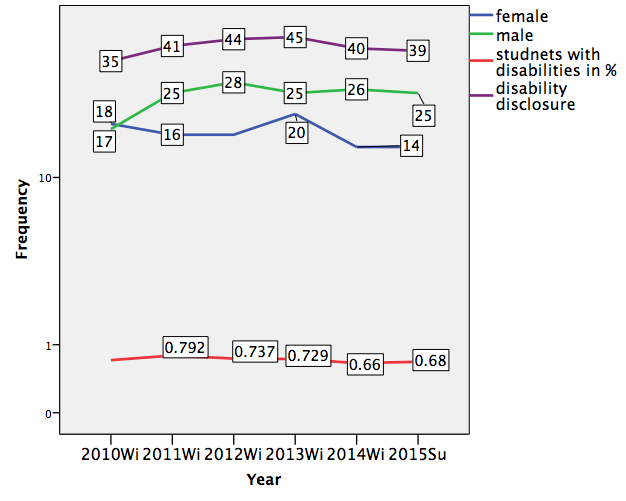 female
male
studnets with
disabilities in %
disability
disclosure
35
41
44
45
40
39
18
17
25
28
25
26
25
16
20
14
0.792
0.737
0.729
0.66
0.68
10
1
0
Frequency
2010Wi 2011Wi 2012Wi 2013Wi 2014Wi 2015Su
Year